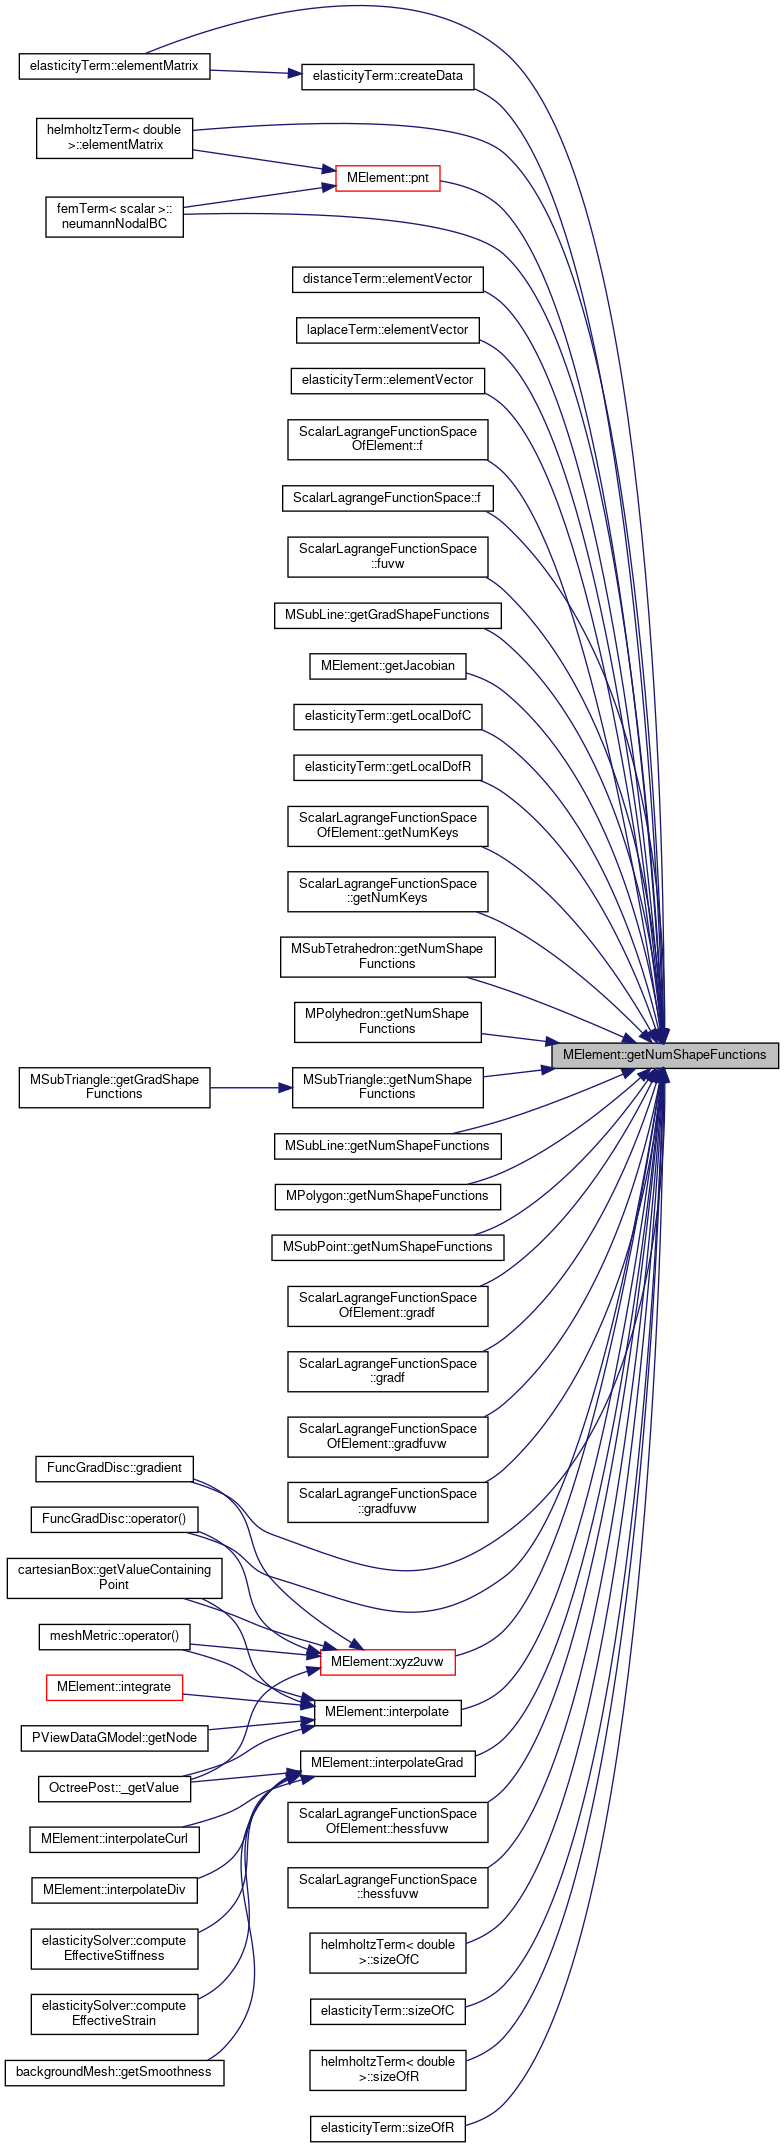 elasticityTerm::elementMatrix
elasticityTerm::createData
helmholtzTerm< double
>::elementMatrix
MElement::pnt
femTerm< scalar >::
neumannNodalBC
distanceTerm::elementVector
laplaceTerm::elementVector
elasticityTerm::elementVector
ScalarLagrangeFunctionSpace
OfElement::f
ScalarLagrangeFunctionSpace::f
ScalarLagrangeFunctionSpace
::fuvw
MSubLine::getGradShapeFunctions
MElement::getJacobian
elasticityTerm::getLocalDofC
elasticityTerm::getLocalDofR
ScalarLagrangeFunctionSpace
OfElement::getNumKeys
ScalarLagrangeFunctionSpace
::getNumKeys
MSubTetrahedron::getNumShape
Functions
MPolyhedron::getNumShape
Functions
MElement::getNumShapeFunctions
MSubTriangle::getGradShape
Functions
MSubTriangle::getNumShape
Functions
MSubLine::getNumShapeFunctions
MPolygon::getNumShapeFunctions
MSubPoint::getNumShapeFunctions
ScalarLagrangeFunctionSpace
OfElement::gradf
ScalarLagrangeFunctionSpace
::gradf
ScalarLagrangeFunctionSpace
OfElement::gradfuvw
ScalarLagrangeFunctionSpace
::gradfuvw
FuncGradDisc::gradient
FuncGradDisc::operator()
cartesianBox::getValueContaining
Point
meshMetric::operator()
MElement::xyz2uvw
MElement::integrate
MElement::interpolate
PViewDataGModel::getNode
MElement::interpolateGrad
OctreePost::_getValue
ScalarLagrangeFunctionSpace
OfElement::hessfuvw
MElement::interpolateCurl
ScalarLagrangeFunctionSpace
::hessfuvw
MElement::interpolateDiv
elasticitySolver::compute
EffectiveStiffness
helmholtzTerm< double
>::sizeOfC
elasticitySolver::compute
EffectiveStrain
elasticityTerm::sizeOfC
backgroundMesh::getSmoothness
helmholtzTerm< double
>::sizeOfR
elasticityTerm::sizeOfR